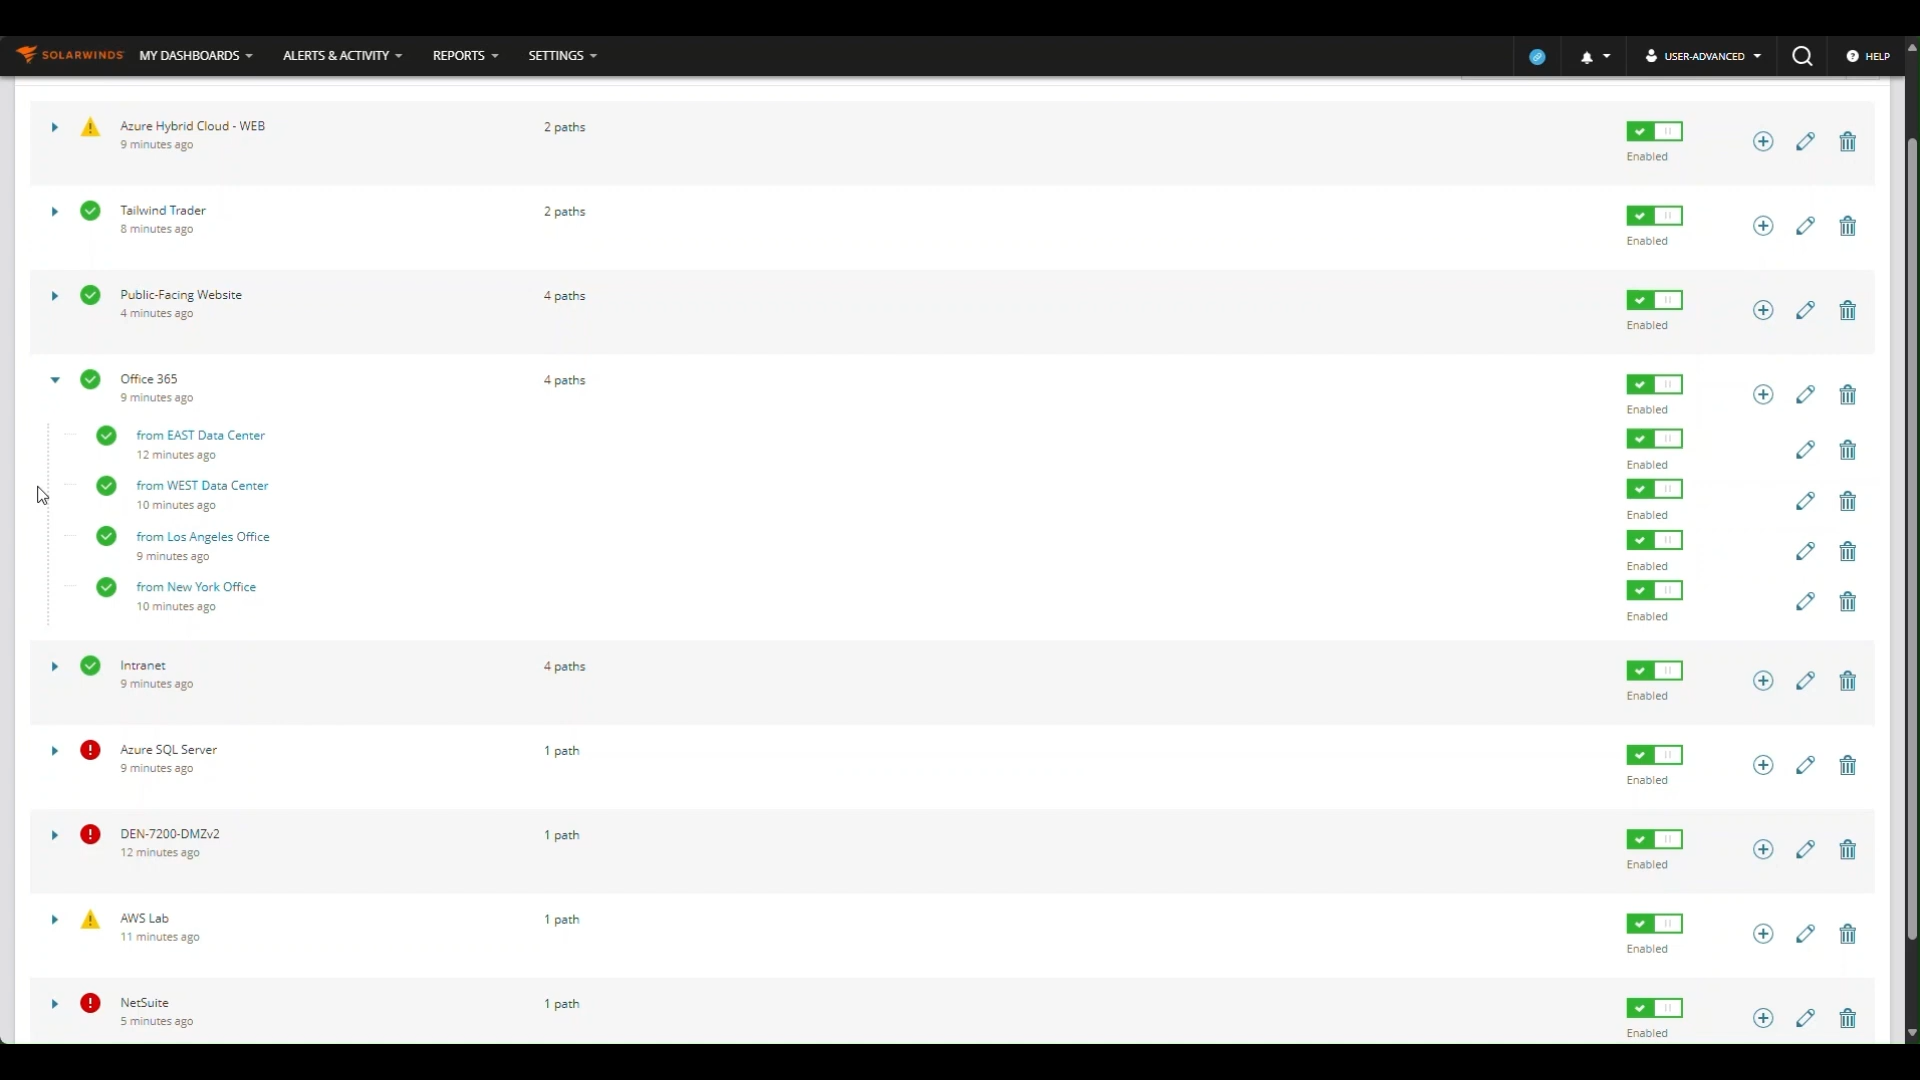 SOLARWINDS MY DASHBOARDS ALERTS & ACTIVITY REPORTS SETTINGS USER-ADVANCED ? HELP
Azure Hybrid Cloud - WEB 2 paths
9 minutes ago Enabled
Tailwind Trader 2 paths
8 minutes ago Enabled
Public-Facing Website 4 paths
4 minutes ago Enabled
Office 365 4 paths
9 minutes ago Enabled
from EAST Data Center
12 minutes ago Enabled
from WEST Data Center
10 minutes ago Enabled
from Los Angeles Office
9 minutes ago Enabled
from New York Office
10 minutes ago Enabled
Intranet 4 paths
9 minutes ago Enabled
Azure SQL Server 1 path
9 minutes ago Enabled
DEN-7200-DMZv2 1 path
12 minutes ago Enabled
AWS Lab 1 path
11 minutes ago Enabled
NetSuite 1 path
5 minutes ago Enabled